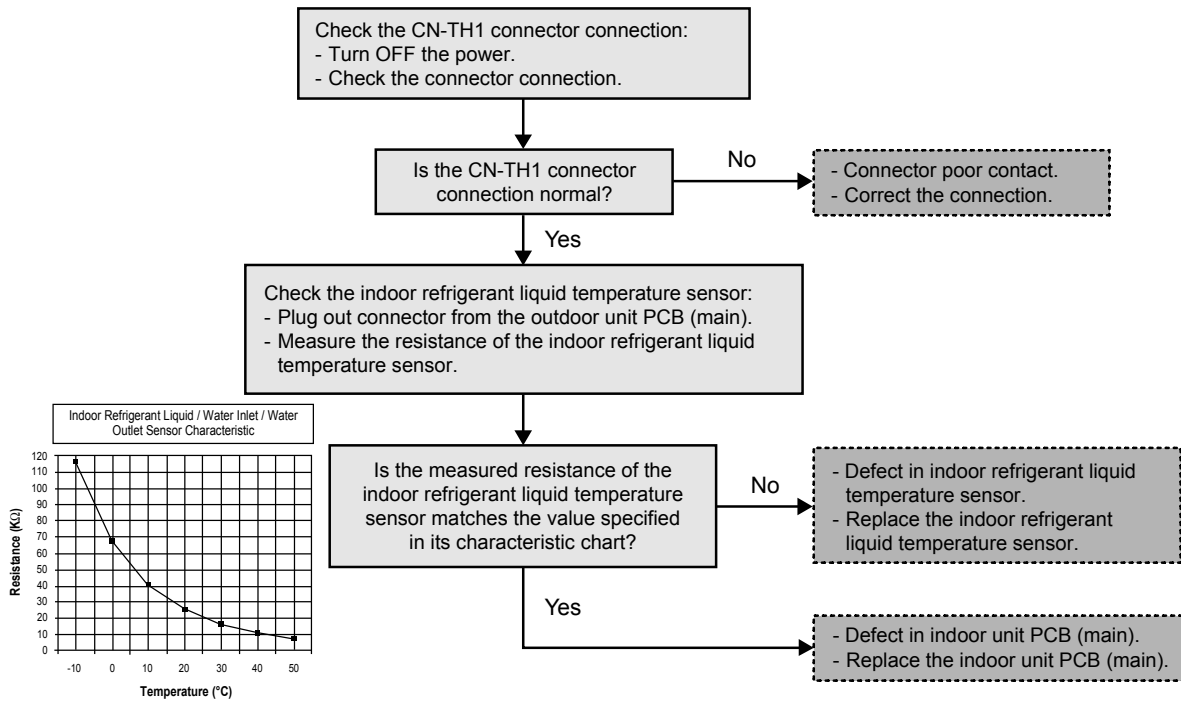 Check the CN-TH1 connector connection:
- Turn OFF the power.
- Check the connector connection.
Is the CN-TH1 connector
connection normal?
No
- Connector poor contact.
- Correct the connection.
Yes
Check the indoor refrigerant liquid temperature sensor:
- Plug out connector from the outdoor unit PCB (main).
- Measure the resistance of the indoor refrigerant liquid
temperature sensor.
Indoor Refrigerant Liquid / Water Inlet / Water
Outlet Sensor Characteristic
Resistance (KΩ)
120
110
100
90
80
70
60
50
40
30
20
10
0
-10 0 10 20 30 40 50
Temperature (°C)
Is the measured resistance of the
indoor refrigerant liquid temperature
sensor matches the value specified
in its characteristic chart?
No
- Defect in indoor refrigerant liquid
temperature sensor.
- Replace the indoor refrigerant
liquid temperature sensor.
Yes
- Defect in indoor unit PCB (main).
- Replace the indoor unit PCB (main).